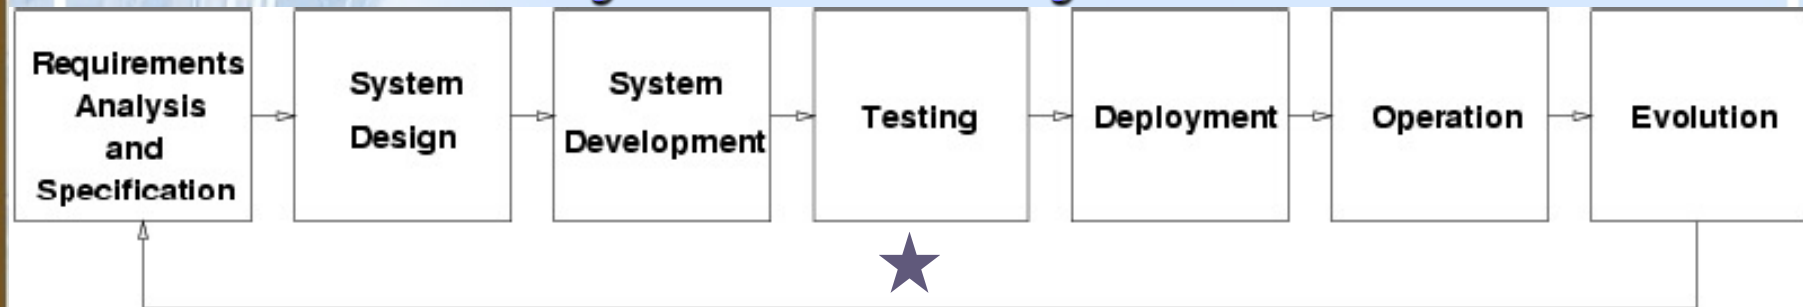 Requirements
Analysis
and
Specification
System
Design
System
Development
Testing
Deployment
Operation
Evolution